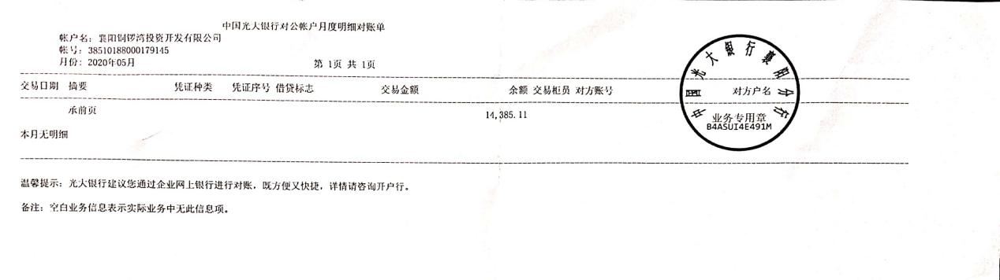 中国光大银行对公帐户月度明细对账单
帐户名：襄阳铜锣湾投资开发有限公司
帐号：38510188000179145
月份：2020年05月 第 1页 共 1页
交易日期 摘要 凭证种类 凭证序号 借贷标志 交易金额 余额 交易柜员 对方账号 对方户名
承前页 14,385.11
本月无明细
中国光大银行襄阳分行
业务专用章
B4ASUI4E491M
温馨提示：光大银行建议您通过企业网上银行进行对账，既方便又快捷，详情请咨询开户行。
备注：空白业务信息表示实际业务中无此信息项。